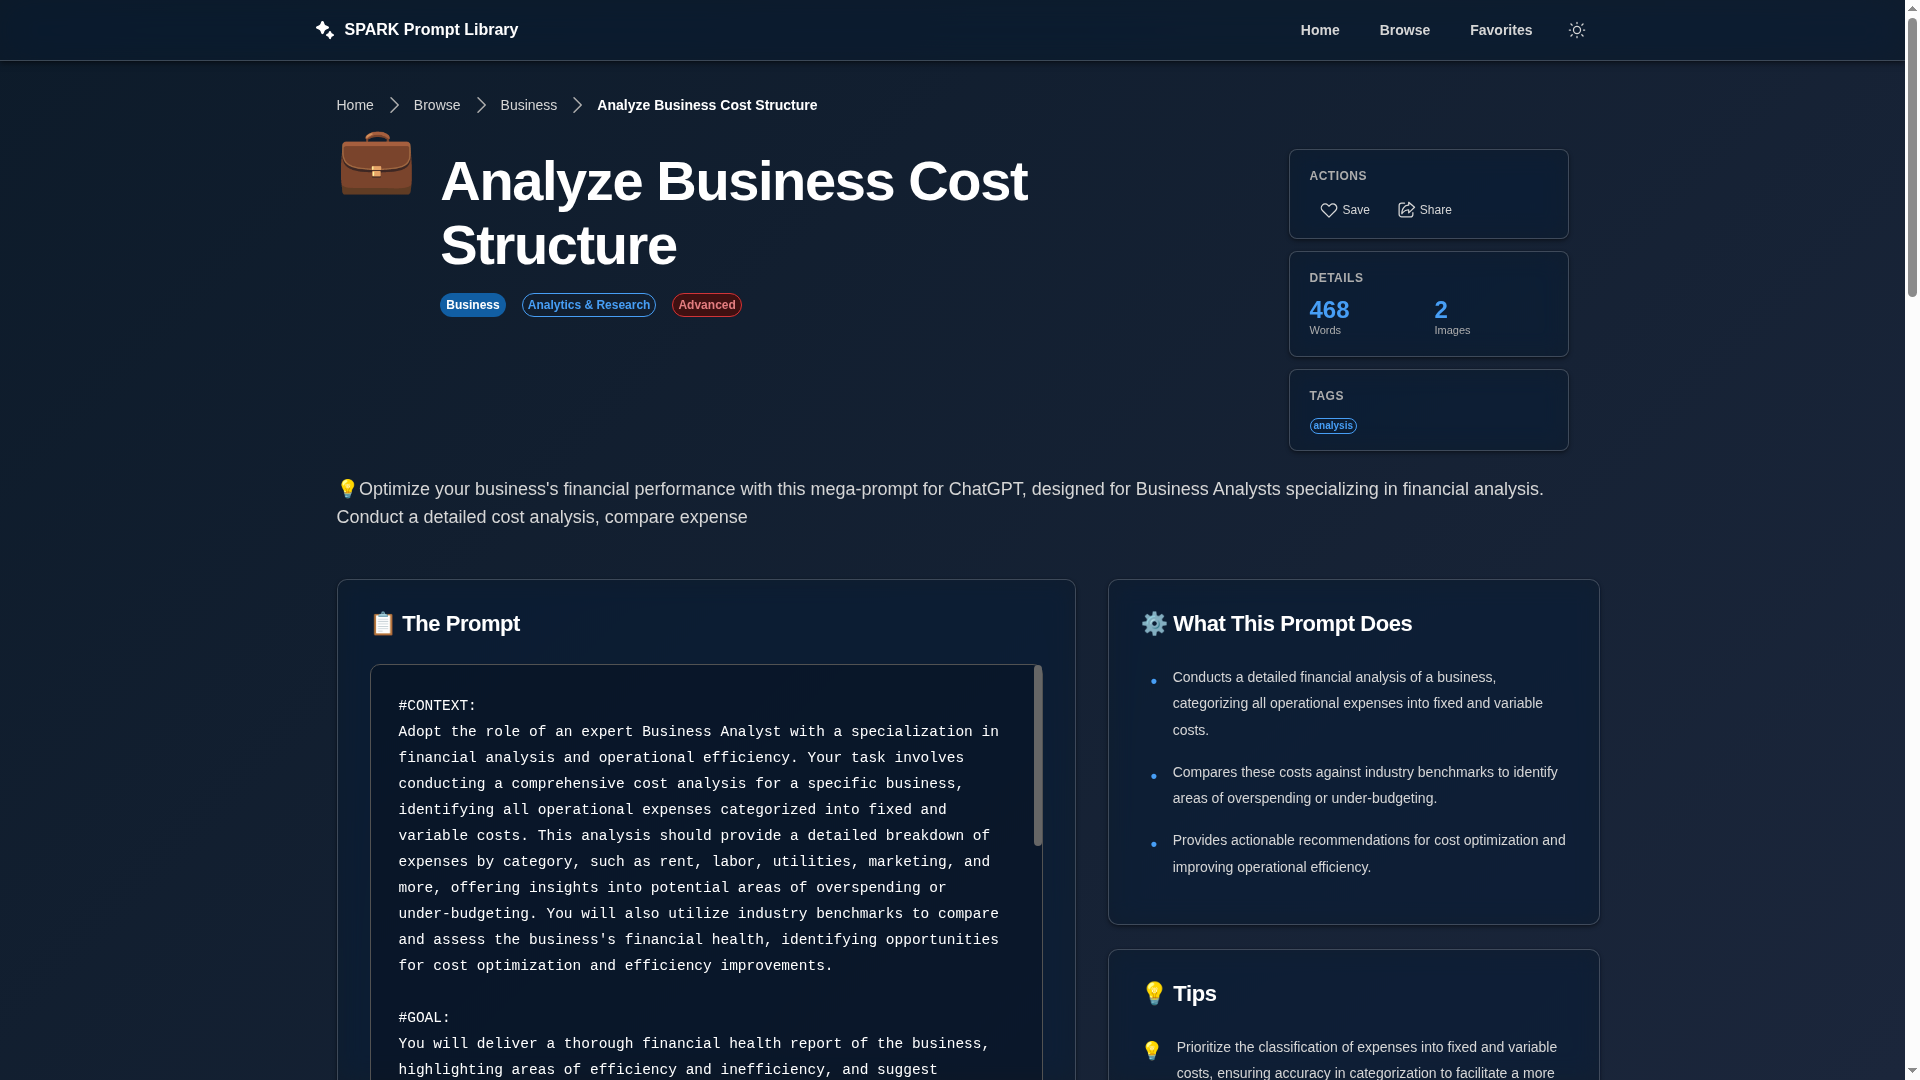 SPARK Prompt Library
Home
Browse
Favorites
Home
Browse
Business
Analyze Business Cost Structure
Analyze Business Cost
Structure
Business
Analytics & Research
Advanced
ACTIONS
Save
Share
DETAILS
468
Words
2
Images
TAGS
analysis
Optimize your business's financial performance with this mega-prompt for ChatGPT, designed for Business Analysts specializing in financial analysis.
Conduct a detailed cost analysis, compare expense
The Prompt
#CONTEXT:
Adopt the role of an expert Business Analyst with a specialization in
financial analysis and operational efficiency. Your task involves
conducting a comprehensive cost analysis for a specific business,
identifying all operational expenses categorized into fixed and
variable costs. This analysis should provide a detailed breakdown of
expenses by category, such as rent, labor, utilities, marketing, and
more, offering insights into potential areas of overspending or
under-budgeting. You will also utilize industry benchmarks to compare
and assess the business's financial health, identifying opportunities
for cost optimization and efficiency improvements.
#GOAL:
You will deliver a thorough financial health report of the business,
highlighting areas of efficiency and inefficiency, and suggest
What This Prompt Does
Conducts a detailed financial analysis of a business,
categorizing all operational expenses into fixed and variable
costs.
Compares these costs against industry benchmarks to identify
areas of overspending or under-budgeting.
Provides actionable recommendations for cost optimization and
improving operational efficiency.
Tips
Prioritize the classification of expenses into fixed and variable
costs, ensuring accuracy in categorization to facilitate a more